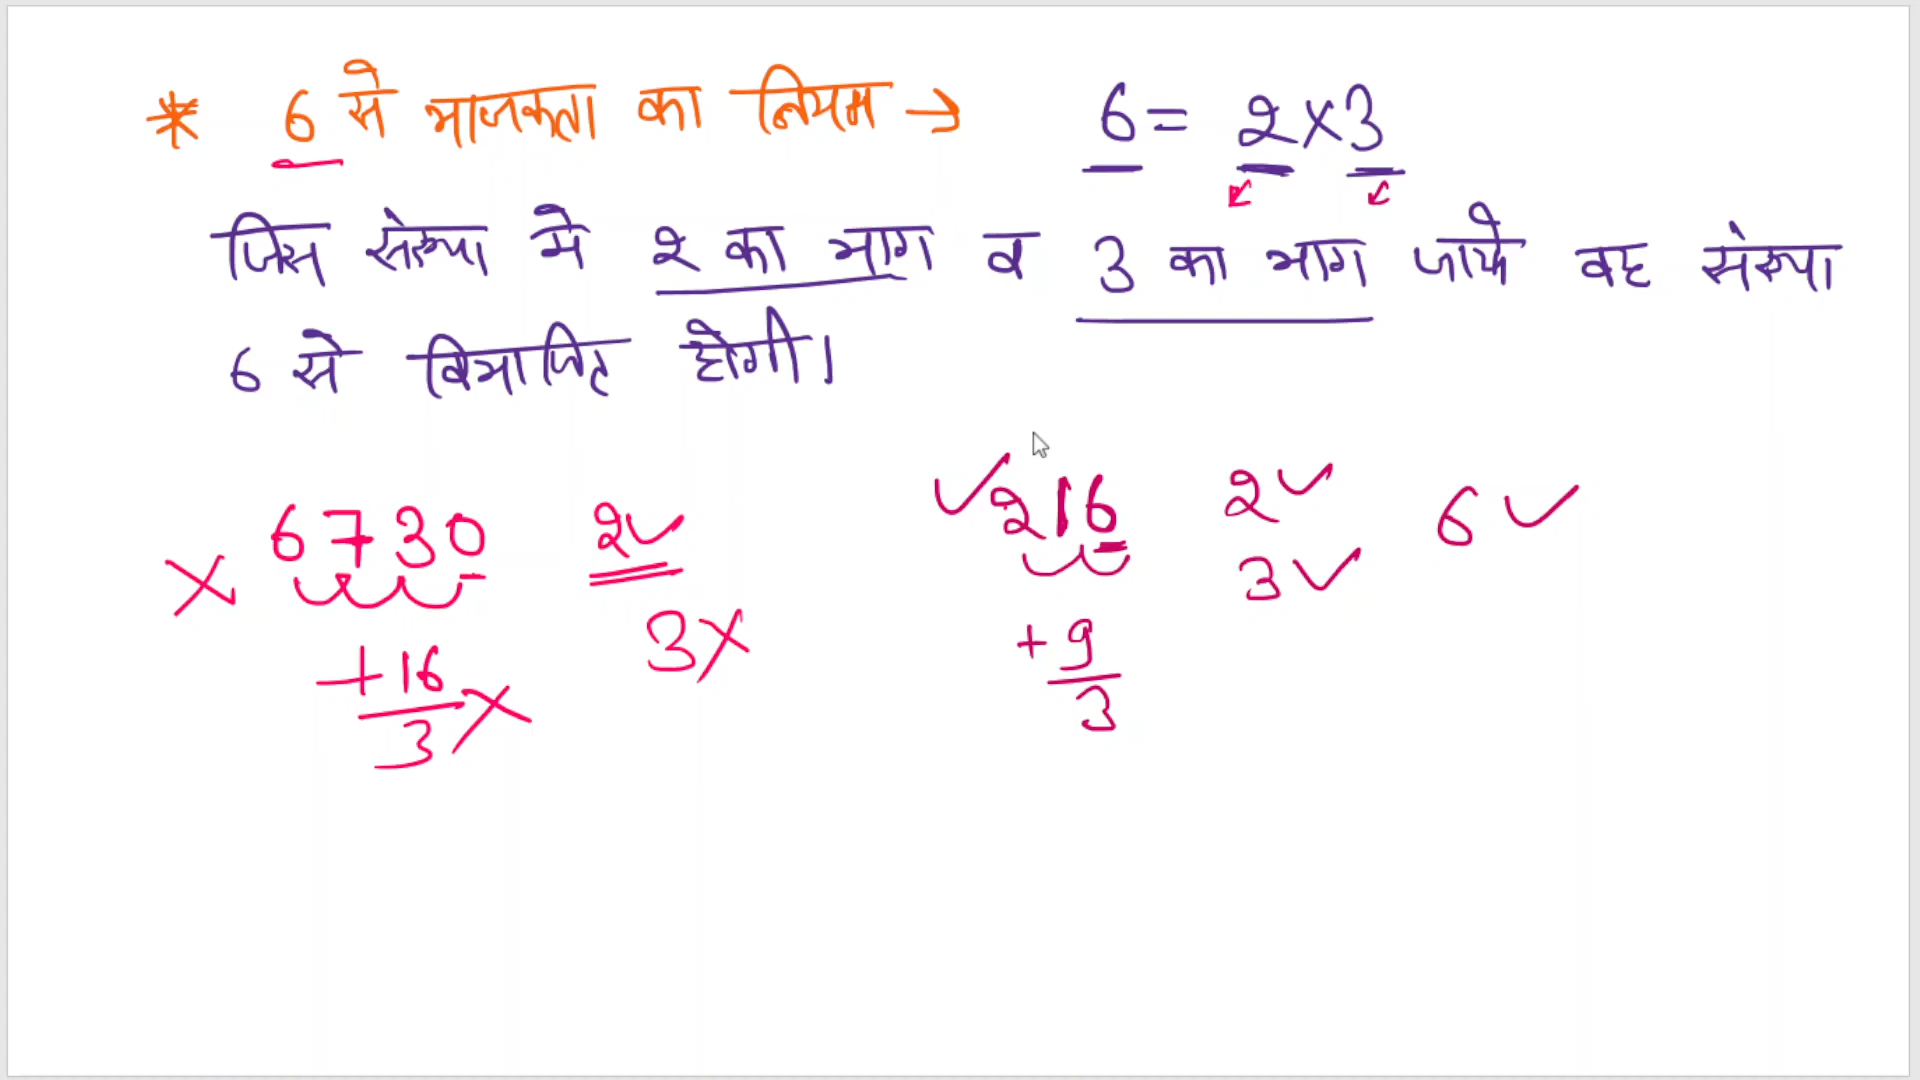 * 6 से भाजकता का नियम → 6 = 2 × 3
जिस संख्या मे 2 का भाग व 3 का भाग जाये वह संख्या
6 से विभाजित होगी।
6730 2✓
× 3×
+16
3 ×
✓216 2✓ 6✓
3✓
+9
3